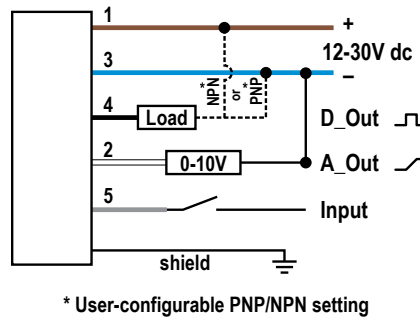 1
+
12-30V dc
3
–
* NPN
or
* PNP
4
Load
D_Out
2
0-10V
A_Out
5
Input
shield
* User-configurable PNP/NPN setting